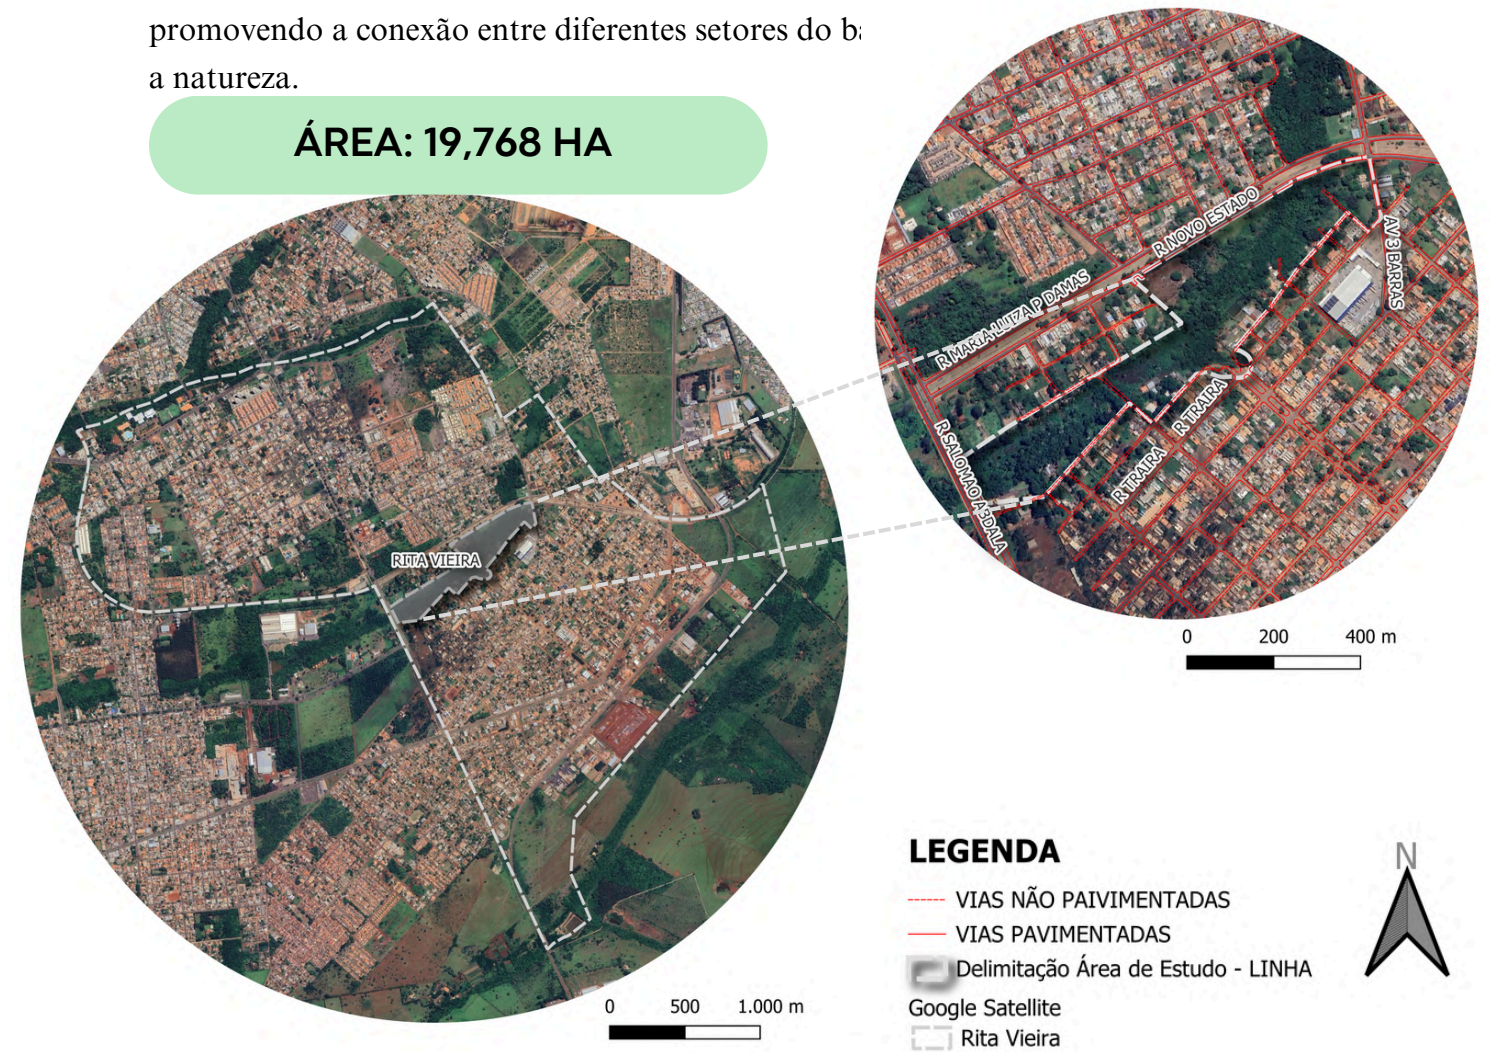 promovendo a conexão entre diferentes setores do ba
a natureza.
ÁREA: 19,768 HA
RITA VIEIRA
0 500 1.000 m
R NOVO ESTADO
R MARIA LUIZA P DAMAS
AV 3 BARRAS
R TRAIRA
R TRAIRA
R SALOMAO ABDALA
0 200 400 m
LEGENDA
VIAS NÃO PAIVIMENTADAS
VIAS PAVIMENTADAS
Delimitação Área de Estudo - LINHA
Google Satellite
Rita Vieira
N